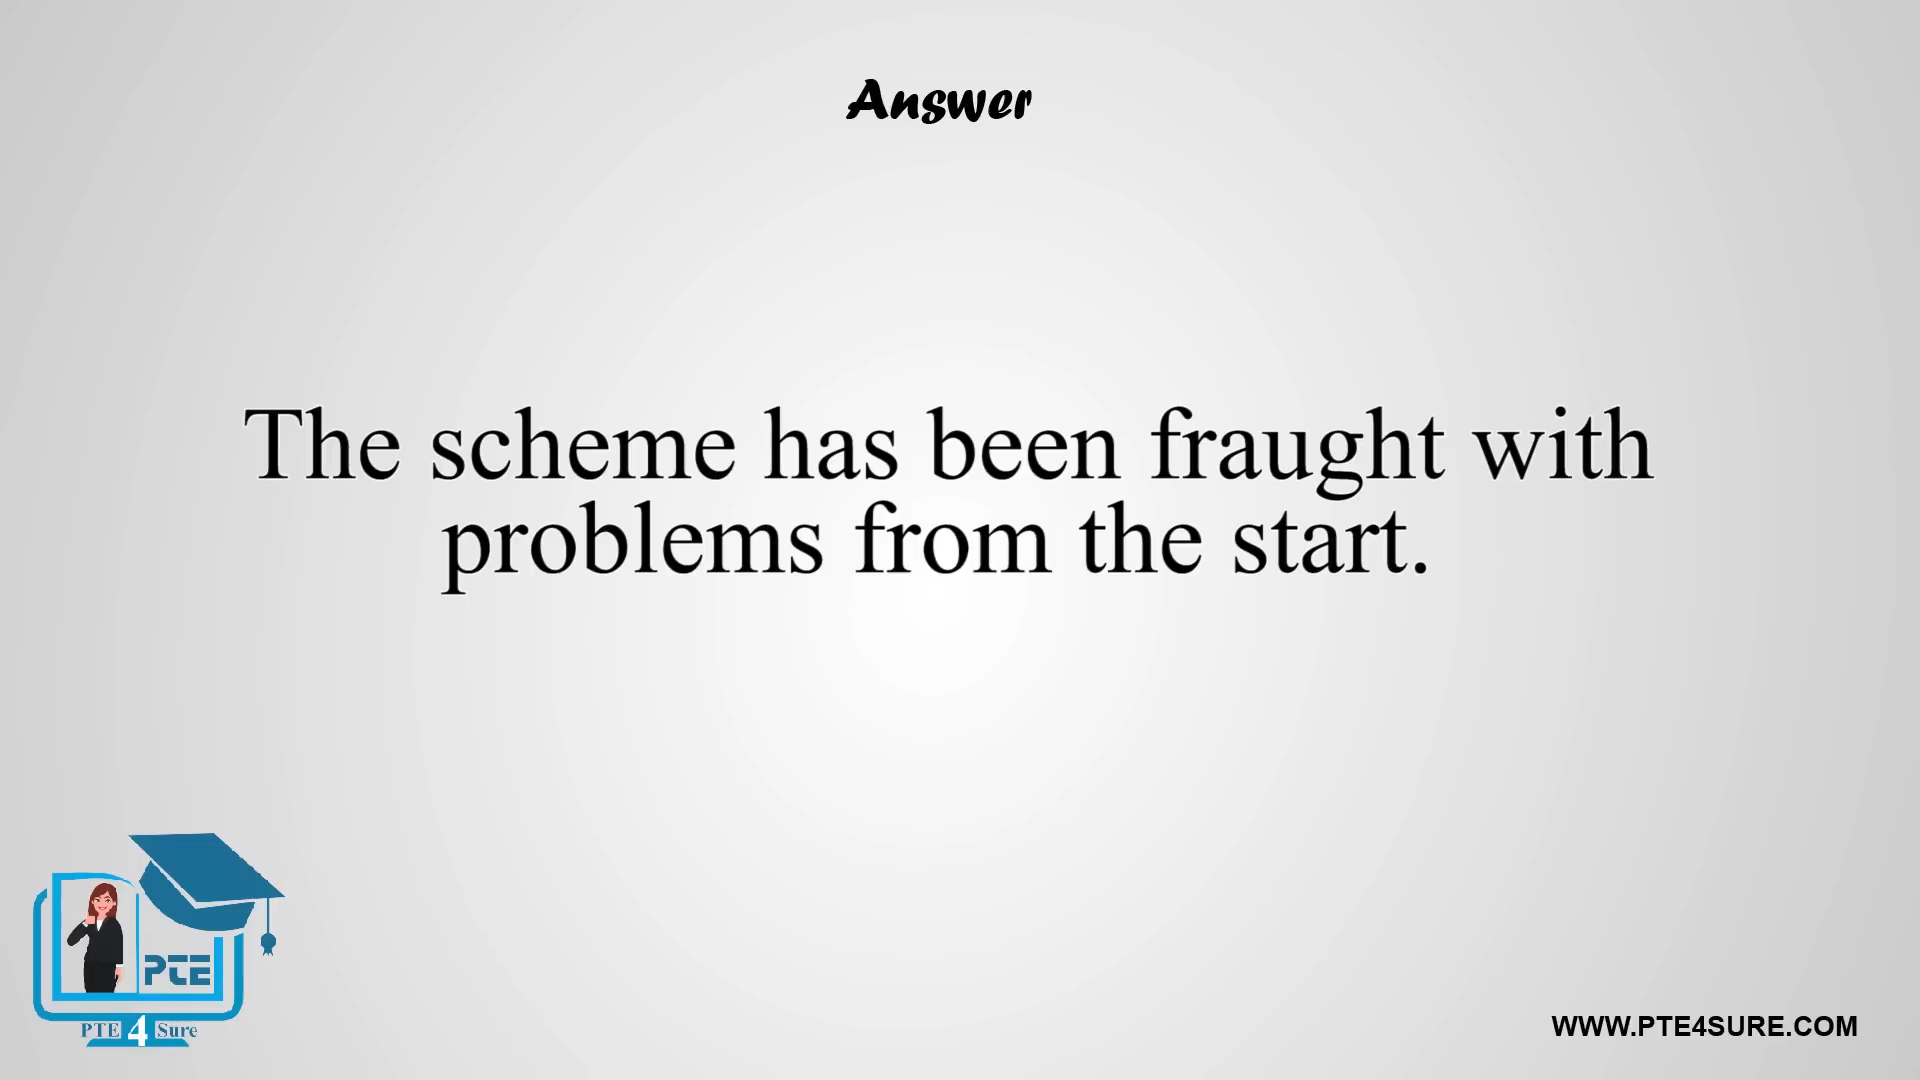 Answer
The scheme has been fraught with
problems from the start.
PTE
PTE 4 Sure
WWW.PTE4SURE.COM